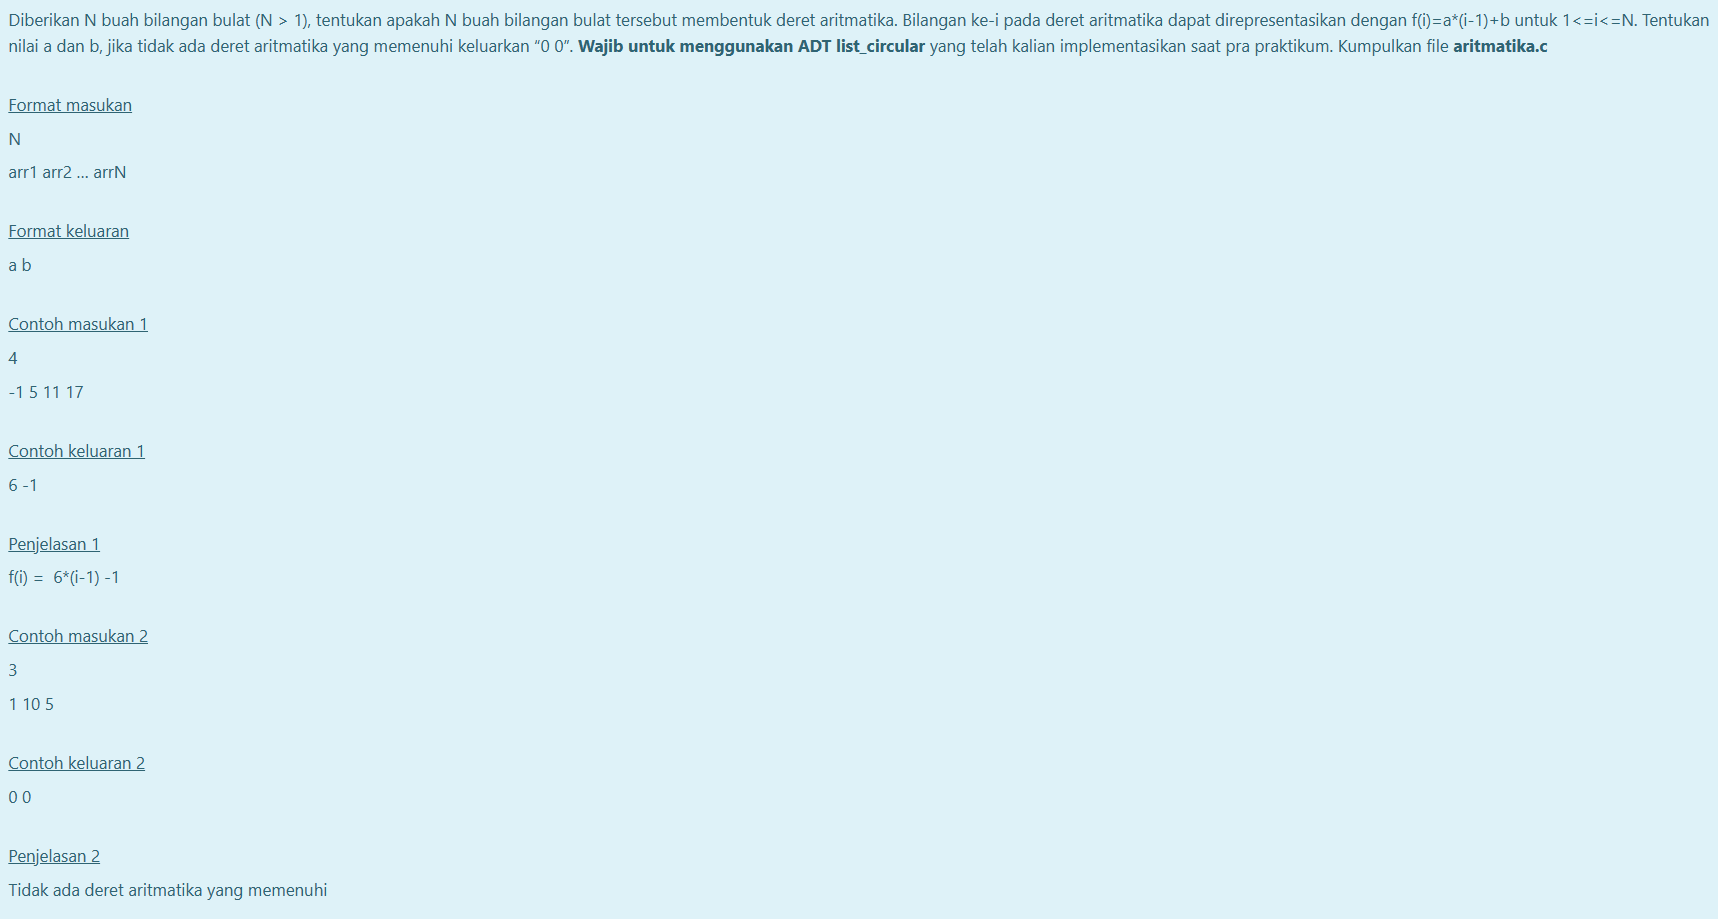 Diberikan N buah bilangan bulat (N > 1), tentukan apakah N buah bilangan bulat tersebut membentuk deret aritmatika. Bilangan ke-i pada deret aritmatika dapat direpresentasikan dengan f(i)=a*(i-1)+b untuk 1<=i<=N. Tentukan
nilai a dan b, jika tidak ada deret aritmatika yang memenuhi keluarkan “0 0”. Wajib untuk menggunakan ADT list_circular yang telah kalian implementasikan saat pra praktikum. Kumpulkan file aritmatika.c
Format masukan
N
arr1 arr2 ... arrN
Format keluaran
a b
Contoh masukan 1
4
-1 5 11 17
Contoh keluaran 1
6 -1
Penjelasan 1
f(i) =  6*(i-1) -1
Contoh masukan 2
3
1 10 5
Contoh keluaran 2
0 0
Penjelasan 2
Tidak ada deret aritmatika yang memenuhi